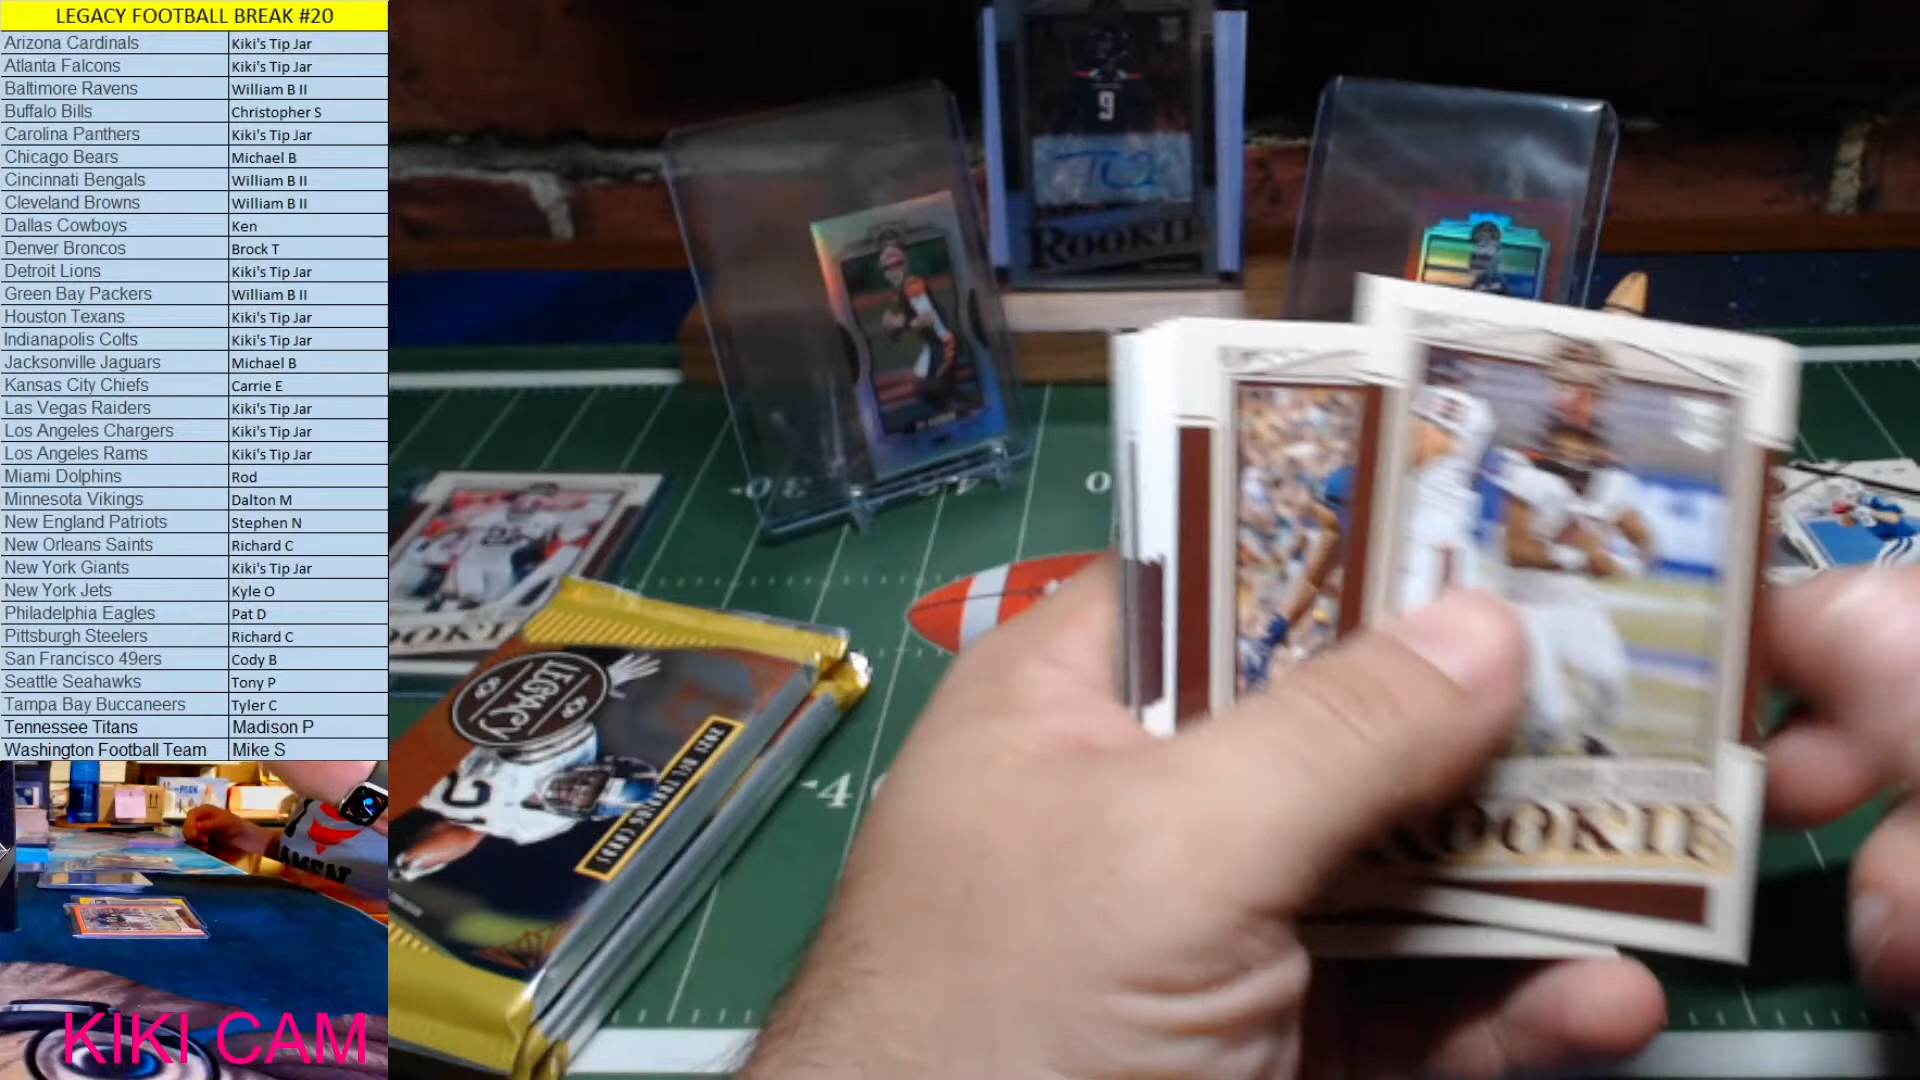 LEGACY FOOTBALL BREAK #20
Arizona Cardinals Kiki's Tip Jar
Atlanta Falcons Kiki's Tip Jar
Baltimore Ravens William B II
Buffalo Bills Christopher S
Carolina Panthers Kiki's Tip Jar
Chicago Bears Michael B
Cincinnati Bengals William B II
Cleveland Browns William B II
Dallas Cowboys Ken
Denver Broncos Brock T
Detroit Lions Kiki's Tip Jar
Green Bay Packers William B II
Houston Texans Kiki's Tip Jar
Indianapolis Colts Kiki's Tip Jar
Jacksonville Jaguars Michael B
Kansas City Chiefs Carrie E
Las Vegas Raiders Kiki's Tip Jar
Los Angeles Chargers Kiki's Tip Jar
Los Angeles Rams Kiki's Tip Jar
Miami Dolphins Rod
Minnesota Vikings Dalton M
New England Patriots Stephen N
New Orleans Saints Richard C
New York Giants Kiki's Tip Jar
New York Jets Kyle O
Philadelphia Eagles Pat D
Pittsburgh Steelers Richard C
San Francisco 49ers Cody B
Seattle Seahawks Tony P
Tampa Bay Buccaneers Tyler C
Tennessee Titans Madison P
Washington Football Team Mike S
KIKI CAM
9
ROOKIE
LEGACY
2021 NFL TRADING CARDS
ROOKIE